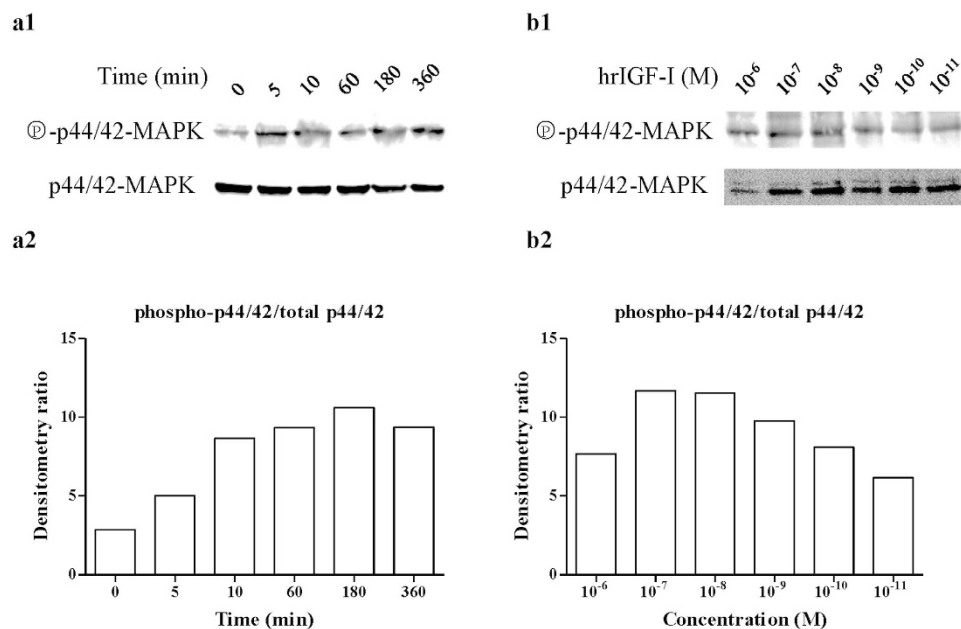 a1
Time (min) 0 5 10 60 180 360
Ⓟ-p44/42-MAPK
p44/42-MAPK
b1
hrIGF-I (M) 10⁻⁶ 10⁻⁷ 10⁻⁸ 10⁻⁹ 10⁻¹⁰ 10⁻¹¹
Ⓟ-p44/42-MAPK
p44/42-MAPK
a2
phospho-p44/42/total p44/42
Densitometry ratio
15
10
5
0
0 5 10 60 180 360
Time (min)
b2
phospho-p44/42/total p44/42
Densitometry ratio
15
10
5
0
10⁻⁶ 10⁻⁷ 10⁻⁸ 10⁻⁹ 10⁻¹⁰ 10⁻¹¹
Concentration (M)